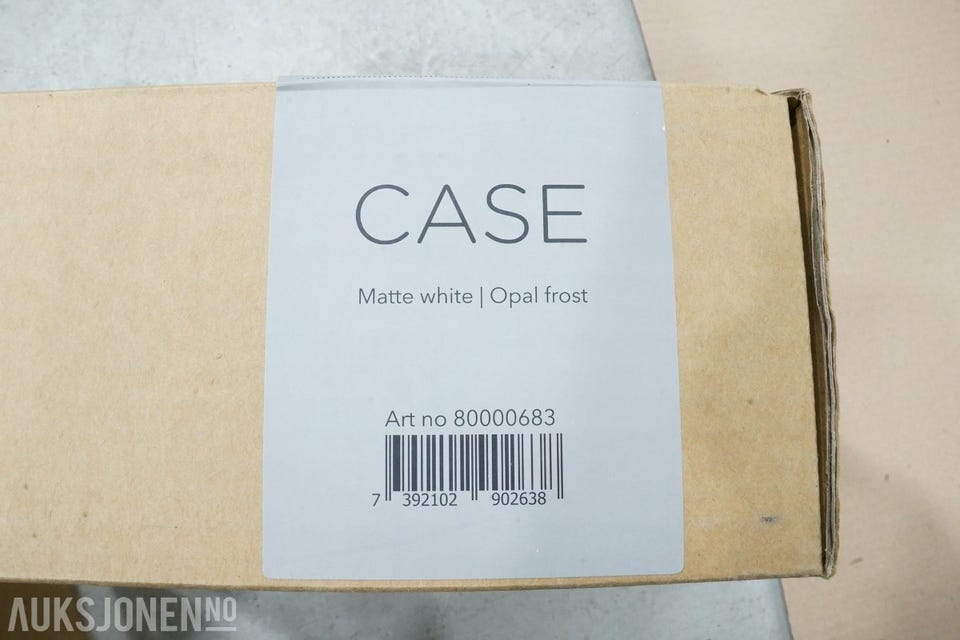 CASE
Matte white | Opal frost
Art no 80000683
7 392102 902638
AUKSJONEN.NO